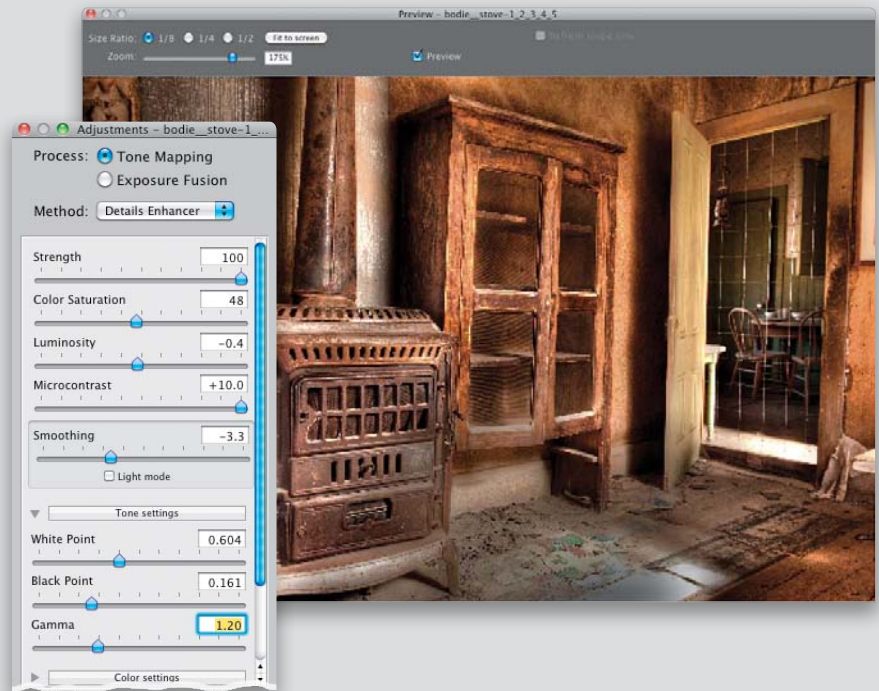 Preview – bodie_stove-1_2_3_4_5
Size Ratio: 1/8 1/4 1/2 Fit to screen
Zoom: 175% Preview
Adjustments – bodie__stove-1_...
Process: Tone Mapping
Exposure Fusion
Method: Details Enhancer
Strength 100
Color Saturation 48
Luminosity -0.4
Microcontrast +10.0
Smoothing -3.3
Light mode
Tone settings
White Point 0.604
Black Point 0.161
Gamma 1.20
Color settings